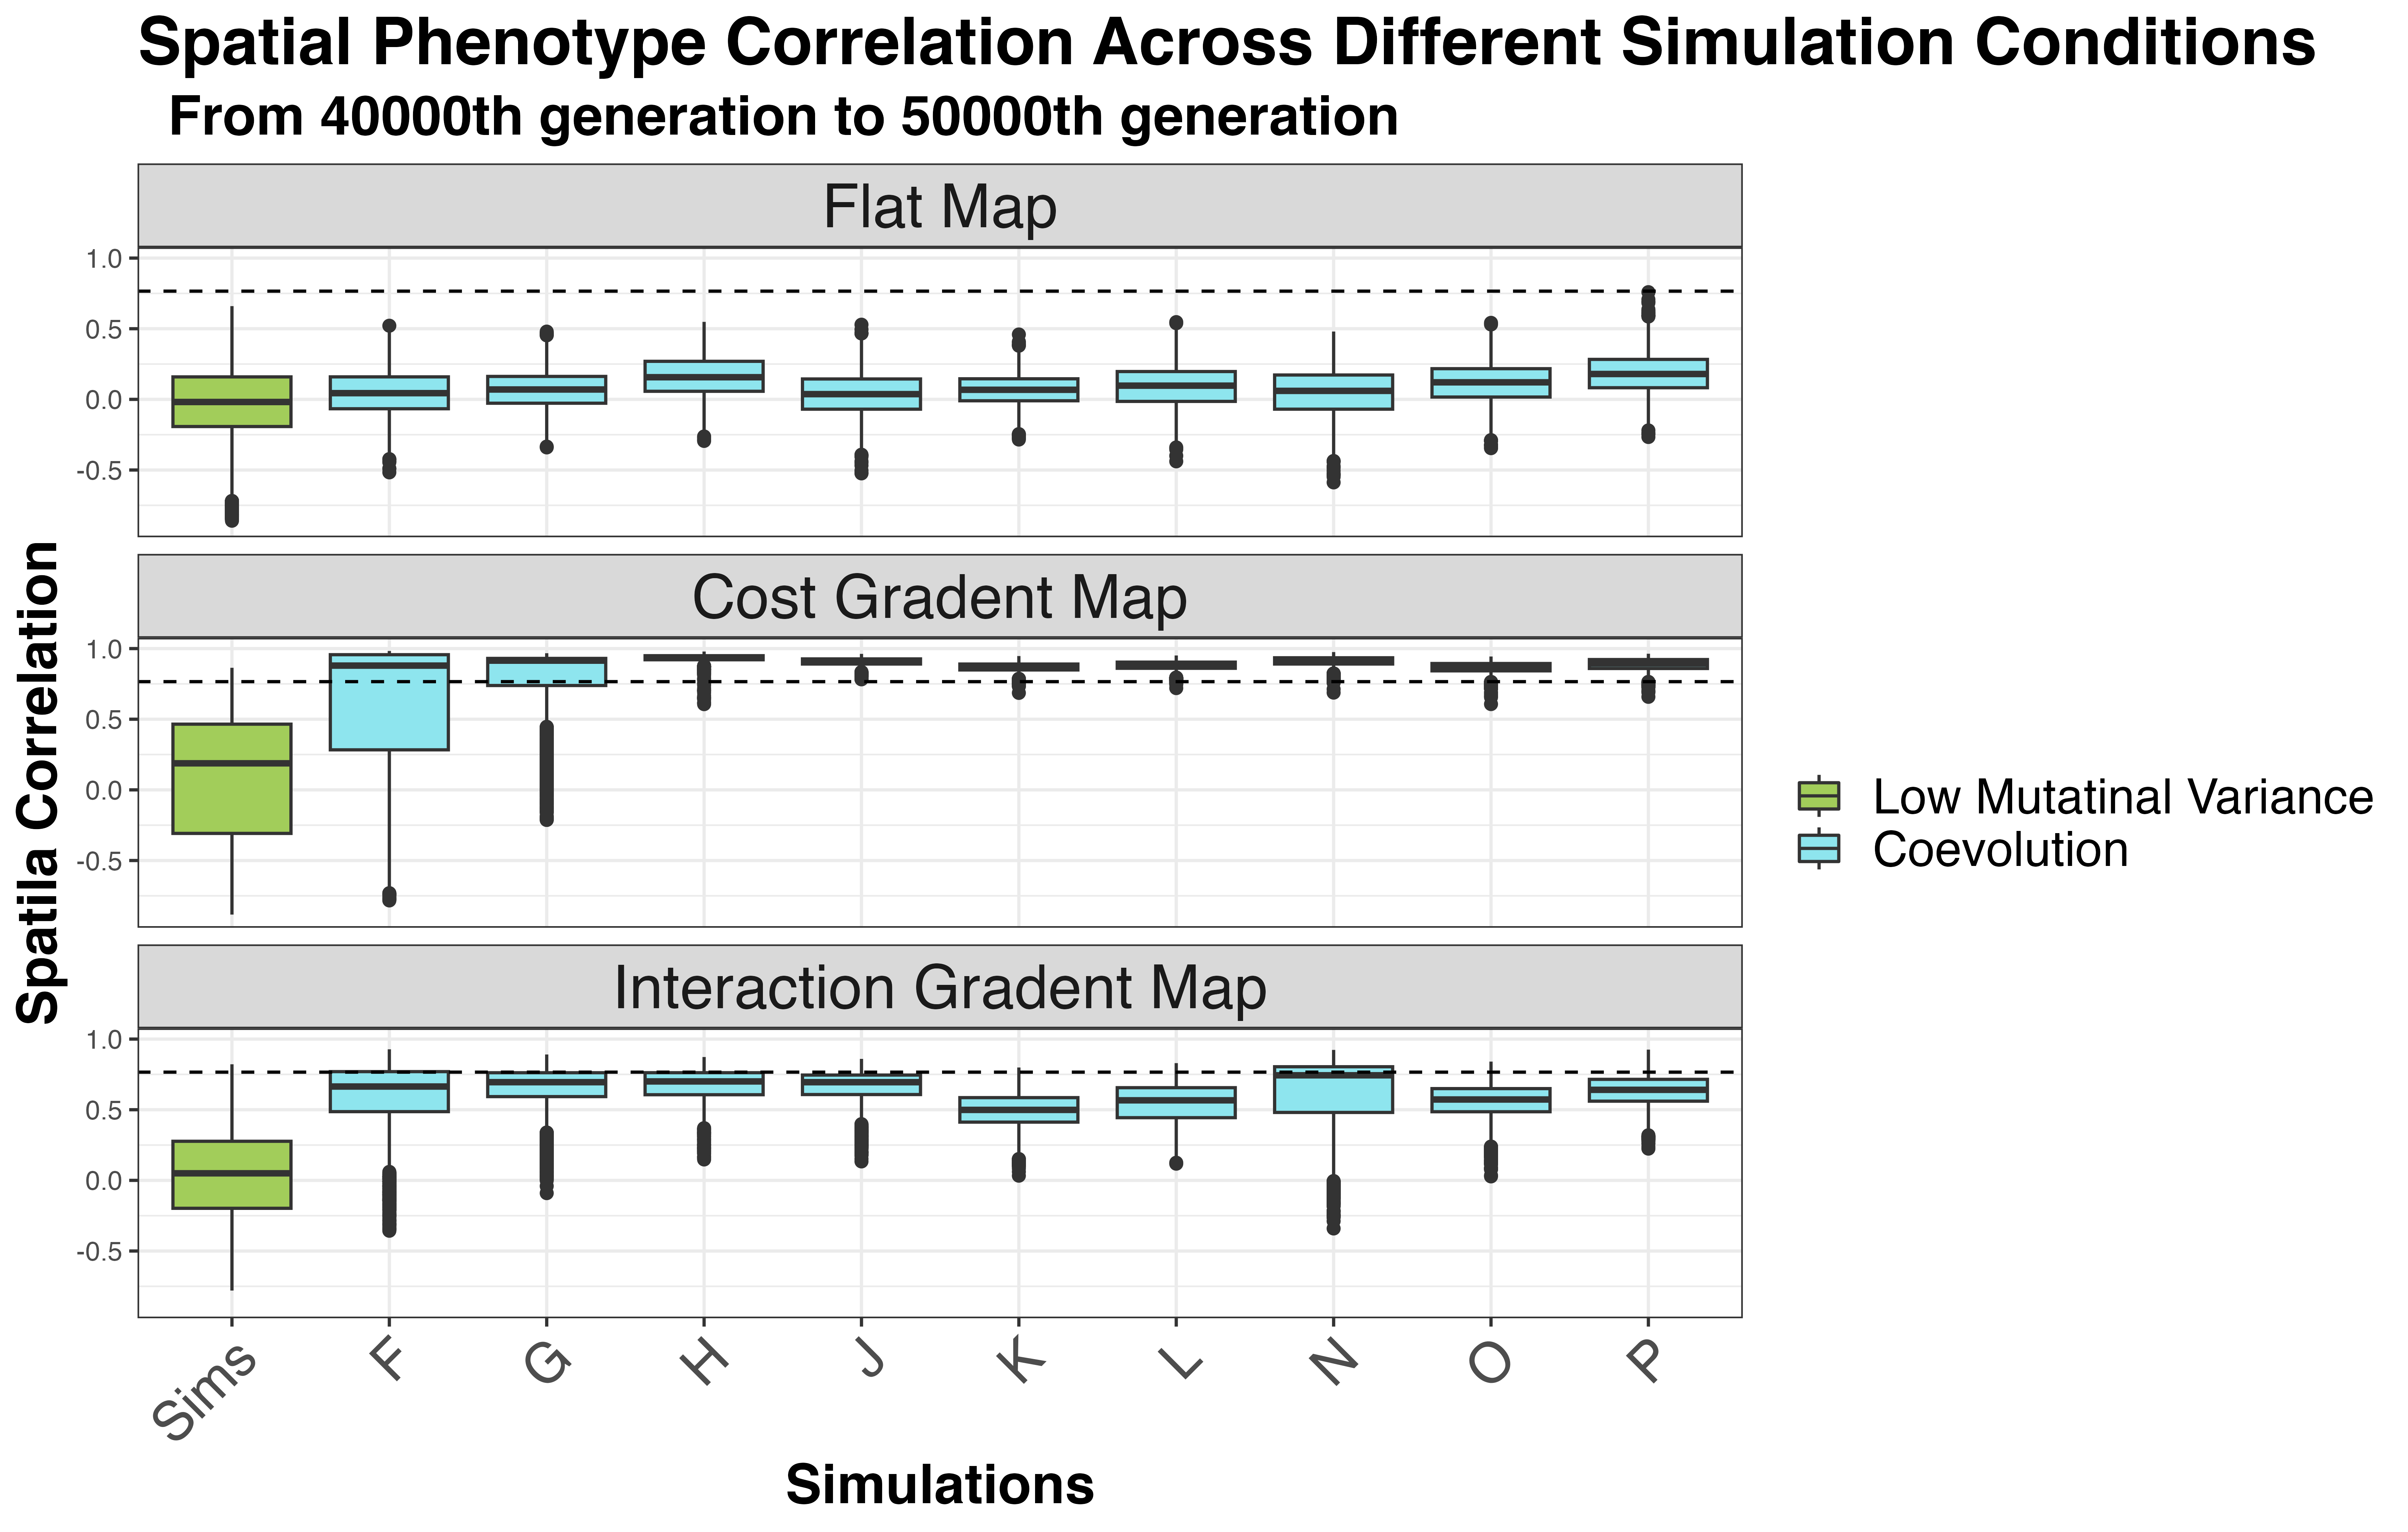 Spatial Phenotype Correlation Across Different Simulation Conditions
From 40000th generation to 50000th generation
Flat Map
1.0
0.5
0.0
-0.5
Cost Gradent Map
1.0
0.5
0.0
-0.5
Interaction Gradent Map
1.0
0.5
0.0
-0.5
Spatila Correlation
Sims F G H J K L N O P
Simulations
Low Mutatinal Variance
Coevolution